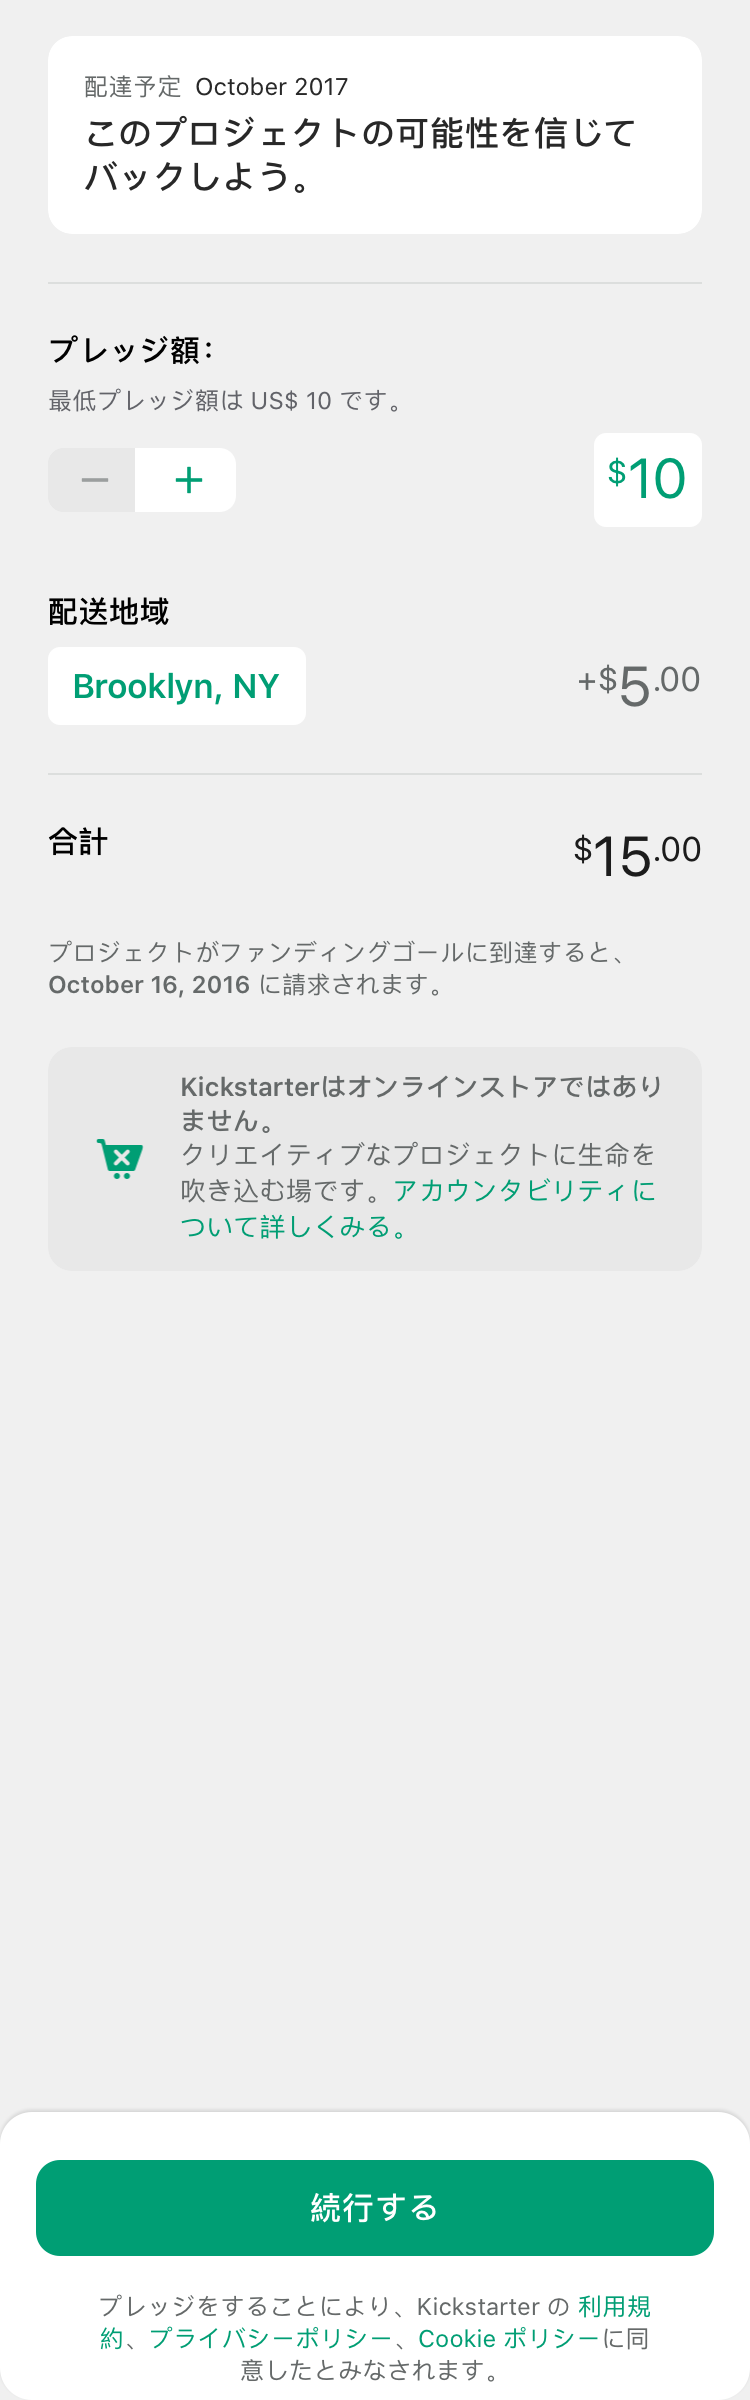 配達予定 October 2017
このプロジェクトの可能性を信じて
バックしよう。
プレッジ額:
最低プレッジ額は US$ 10 です。
− +
$10
配送地域
Brooklyn, NY
+$5.00
合計
$15.00
プロジェクトがファンディングゴールに到達すると、
October 16, 2016 に請求されます。
Kickstarterはオンラインストアではあり
ません。
クリエイティブなプロジェクトに生命を
吹き込む場です。アカウンタビリティに
ついて詳しくみる。
続行する
プレッジをすることにより、Kickstarter の 利用規
約、プライバシーポリシー、Cookie ポリシーに同
意したとみなされます。